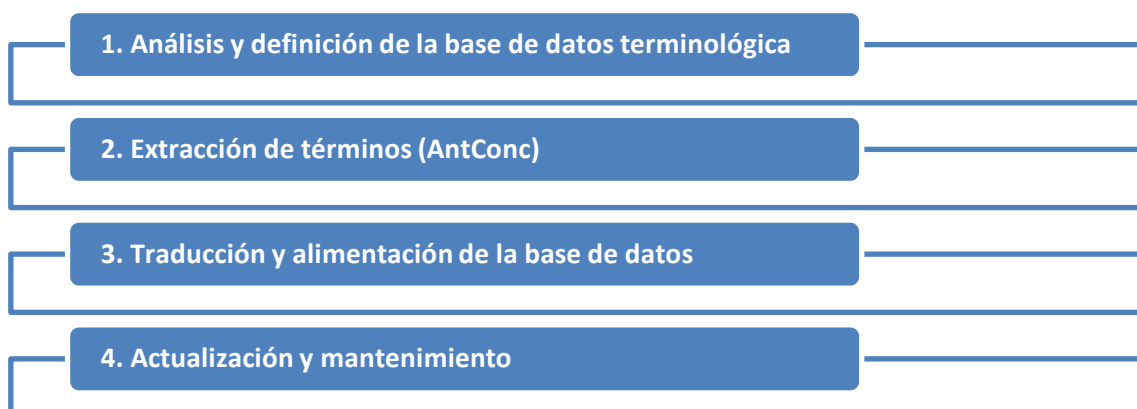 1. Análisis y definición de la base de datos terminológica
2. Extracción de términos (AntConc)
3. Traducción y alimentación de la base de datos
4. Actualización y mantenimiento